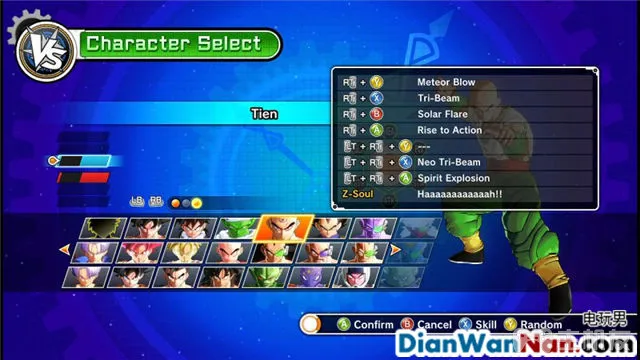 VS
Character Select
Tien
RT + Y Meteor Blow
RT + X Tri-Beam
RT + B Solar Flare
RT + A Rise to Action
LT + RT + Y ---
LT + RT + X Neo Tri-Beam
LT + RT + A Spirit Explosion
Z-Soul Haaaaaaaaaaaah!!
LB RB
A Confirm B Cancel X Skill Y Random
电玩男
DianWanNan.com